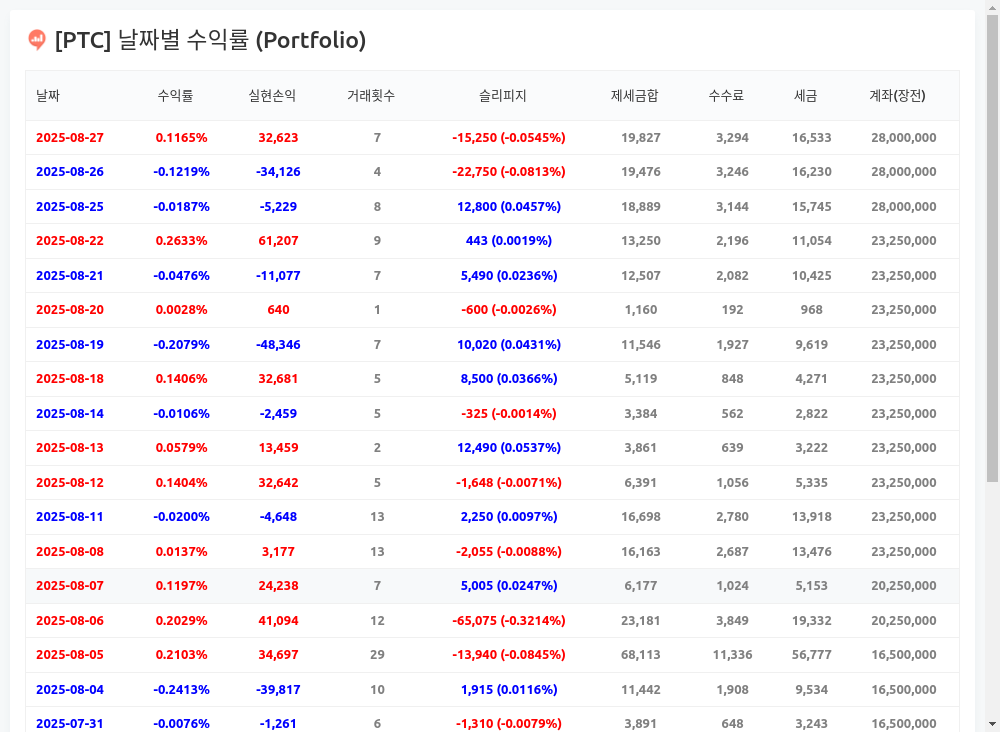 [PTC] 날짜별 수익률 (Portfolio)
날짜 수익률 실현손익 거래횟수 슬리피지 제세금합 수수료 세금 계좌(장전)
2025-08-27 0.1165% 32,623 7 -15,250 (-0.0545%) 19,827 3,294 16,533 28,000,000
2025-08-26 -0.1219% -34,126 4 -22,750 (-0.0813%) 19,476 3,246 16,230 28,000,000
2025-08-25 -0.0187% -5,229 8 12,800 (0.0457%) 18,889 3,144 15,745 28,000,000
2025-08-22 0.2633% 61,207 9 443 (0.0019%) 13,250 2,196 11,054 23,250,000
2025-08-21 -0.0476% -11,077 7 5,490 (0.0236%) 12,507 2,082 10,425 23,250,000
2025-08-20 0.0028% 640 1 -600 (-0.0026%) 1,160 192 968 23,250,000
2025-08-19 -0.2079% -48,346 7 10,020 (0.0431%) 11,546 1,927 9,619 23,250,000
2025-08-18 0.1406% 32,681 5 8,500 (0.0366%) 5,119 848 4,271 23,250,000
2025-08-14 -0.0106% -2,459 5 -325 (-0.0014%) 3,384 562 2,822 23,250,000
2025-08-13 0.0579% 13,459 2 12,490 (0.0537%) 3,861 639 3,222 23,250,000
2025-08-12 0.1404% 32,642 5 -1,648 (-0.0071%) 6,391 1,056 5,335 23,250,000
2025-08-11 -0.0200% -4,648 13 2,250 (0.0097%) 16,698 2,780 13,918 23,250,000
2025-08-08 0.0137% 3,177 13 -2,055 (-0.0088%) 16,163 2,687 13,476 23,250,000
2025-08-07 0.1197% 24,238 7 5,005 (0.0247%) 6,177 1,024 5,153 20,250,000
2025-08-06 0.2029% 41,094 12 -65,075 (-0.3214%) 23,181 3,849 19,332 20,250,000
2025-08-05 0.2103% 34,697 29 -13,940 (-0.0845%) 68,113 11,336 56,777 16,500,000
2025-08-04 -0.2413% -39,817 10 1,915 (0.0116%) 11,442 1,908 9,534 16,500,000
2025-07-31 -0.0076% -1,261 6 -1,310 (-0.0079%) 3,891 648 3,243 16,500,000